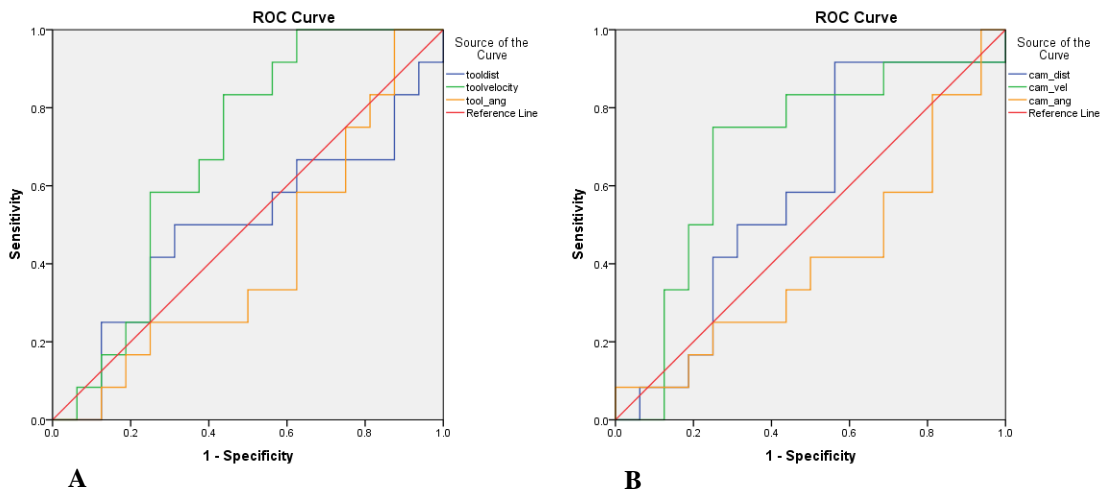 ROC Curve
Source of the
Curve
tooldist
toolvelocity
tool_ang
Reference Line
1.0
0.8
0.6
0.4
0.2
0.0
Sensitivity
0.0 0.2 0.4 0.6 0.8 1.0
1 - Specificity
A
ROC Curve
Source of the
Curve
cam_dist
cam_vel
cam_ang
Reference Line
1.0
0.8
0.6
0.4
0.2
0.0
Sensitivity
0.0 0.2 0.4 0.6 0.8 1.0
1 - Specificity
B